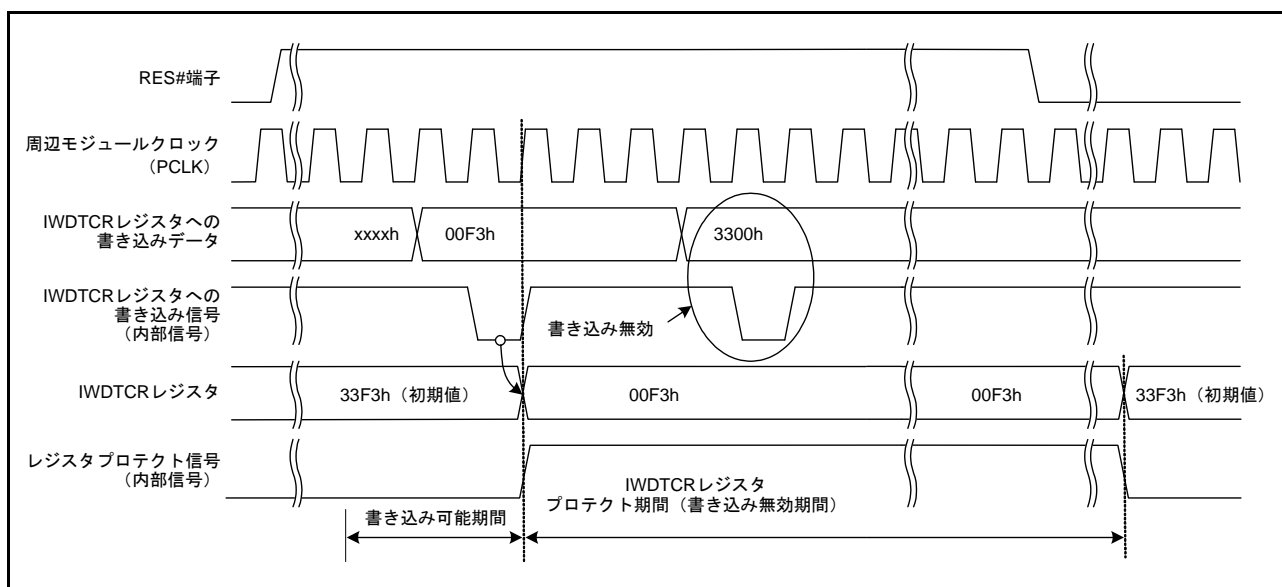 RES#端子
周辺モジュールクロック
(PCLK)
IWDTCRレジスタへの
書き込みデータ
xxxxh
00F3h
3300h
IWDTCRレジスタへの
書き込み信号
(内部信号)
書き込み無効
IWDTCRレジスタ
33F3h（初期値）
00F3h
00F3h
33F3h（初期値）
レジスタプロテクト信号
(内部信号)
IWDTCRレジスタ
プロテクト期間（書き込み無効期間）
書き込み可能期間